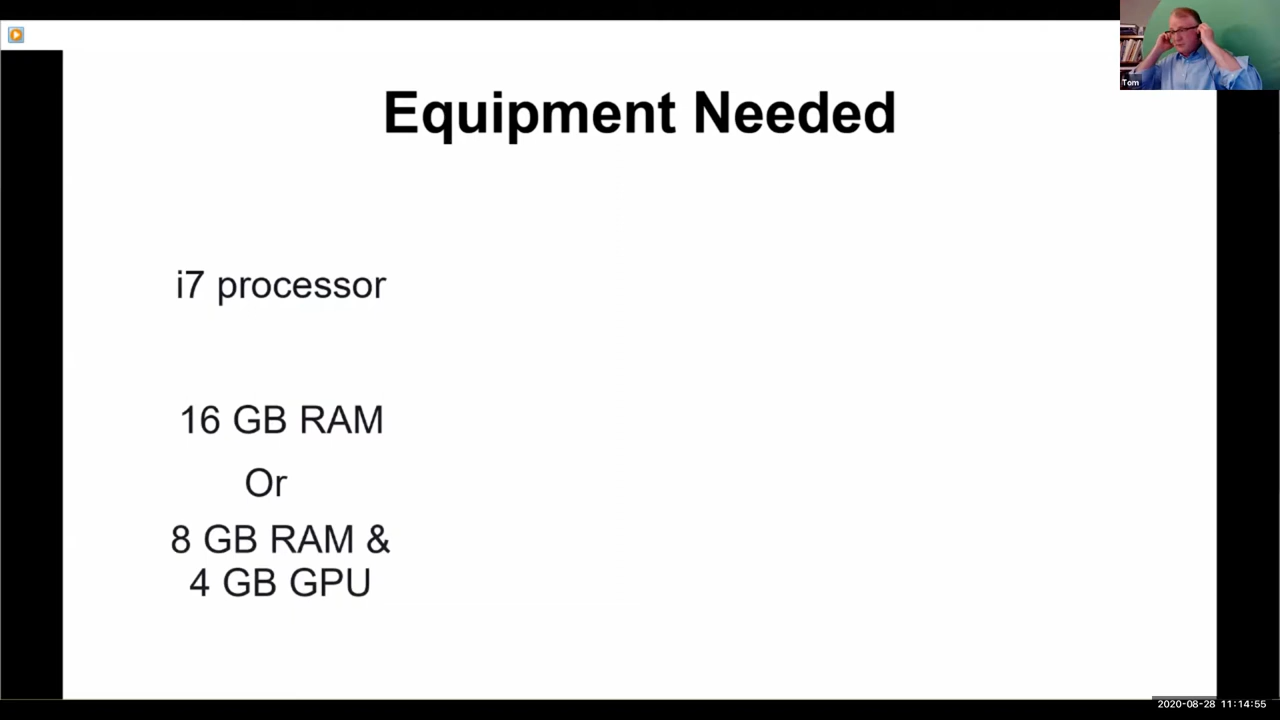 Tom
Equipment Needed
i7 processor
16 GB RAM
Or
8 GB RAM &
4 GB GPU
2020-08-28 11:14:55